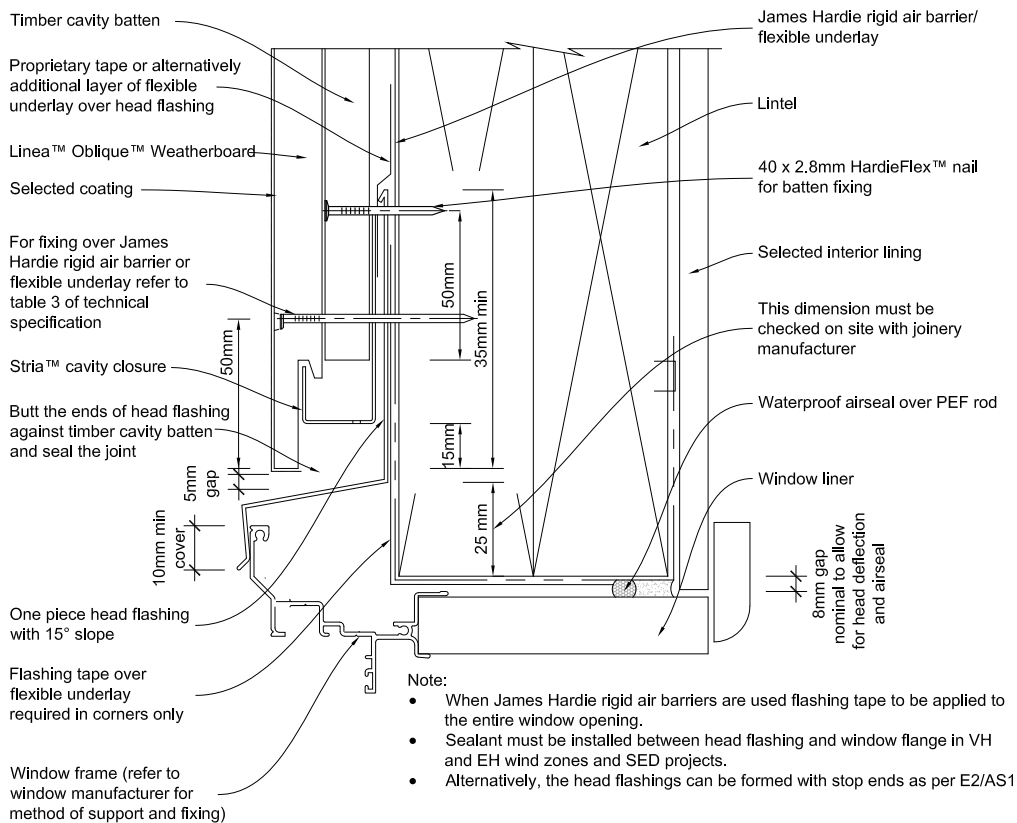 Timber cavity batten
Proprietary tape or alternatively
additional layer of flexible
underlay over head flashing
Linea™ Oblique™ Weatherboard
Selected coating
For fixing over James
Hardie rigid air barrier or
flexible underlay refer to
table 3 of technical
specification
Stria™ cavity closure
Butt the ends of head flashing
against timber cavity batten
and seal the joint
One piece head flashing
with 15° slope
Flashing tape over
flexible underlay
required in corners only
Window frame (refer to
window manufacturer for
method of support and fixing)
50mm
5mm
gap
10mm min
cover
50mm
35mm min
15mm
25 mm
James Hardie rigid air barrier/
flexible underlay
Lintel
40 x 2.8mm HardieFlex™ nail
for batten fixing
Selected interior lining
This dimension must be
checked on site with joinery
manufacturer
Waterproof airseal over PEF rod
Window liner
8mm gap
nominal to allow
for head deflection
and airseal
Note:
• When James Hardie rigid air barriers are used flashing tape to be applied to
the entire window opening.
• Sealant must be installed between head flashing and window flange in VH
and EH wind zones and SED projects.
• Alternatively, the head flashings can be formed with stop ends as per E2/AS1